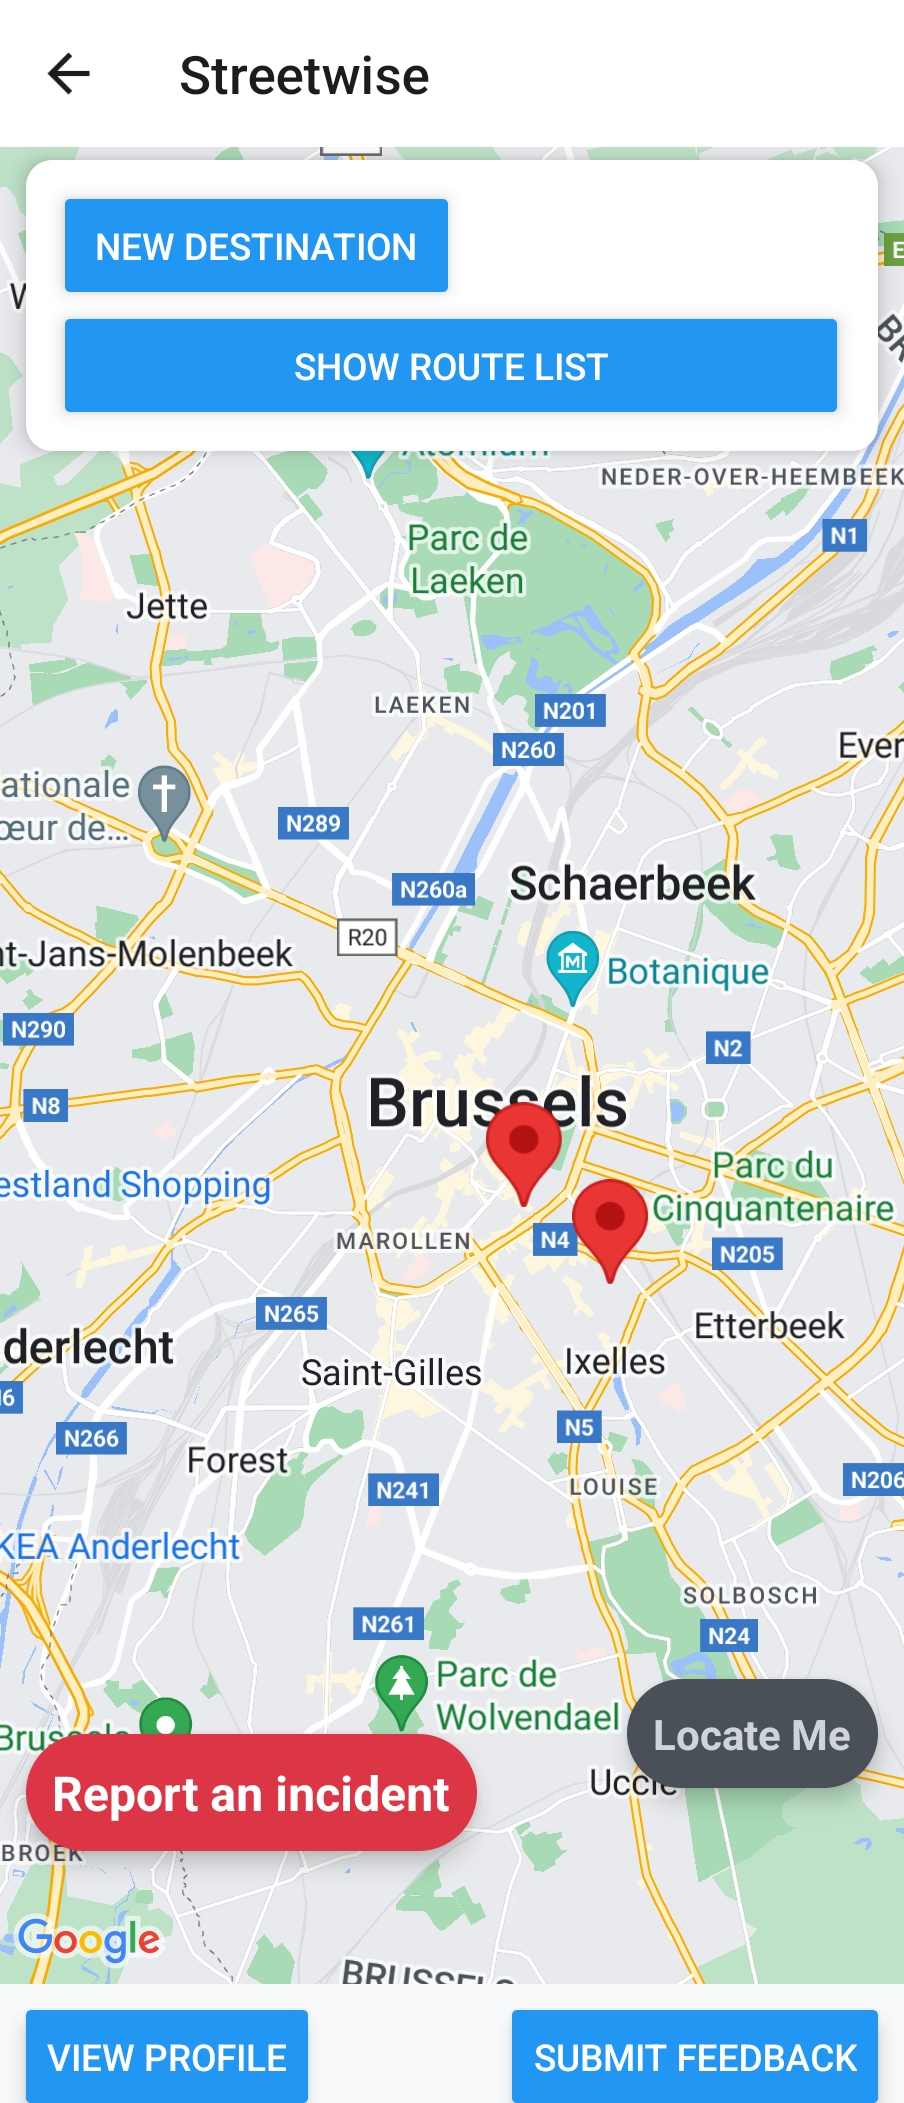 Streetwise
NEW DESTINATION
SHOW ROUTE LIST
NEDER-OVER-HEEMBEEK
N1
Parc de
Laeken
Jette
LAEKEN
N201
N260
Ever
ationale
œur de...
N289
N260a
Schaerbeek
R20
nt-Jans-Molenbeek
Botanique
N290
N2
N8
Brussels
Parc du
Cinquantenaire
estland Shopping
MAROLLEN
N4
N205
N265
Etterbeek
derlecht
Saint-Gilles
Ixelles
N266
N5
Forest
N241
LOUISE
N206
KEA Anderlecht
SOLBOSCH
N261
N24
Parc de
Wolvendael
Locate Me
Report an incident
Uccle
BROEK
Google
VIEW PROFILE
SUBMIT FEEDBACK